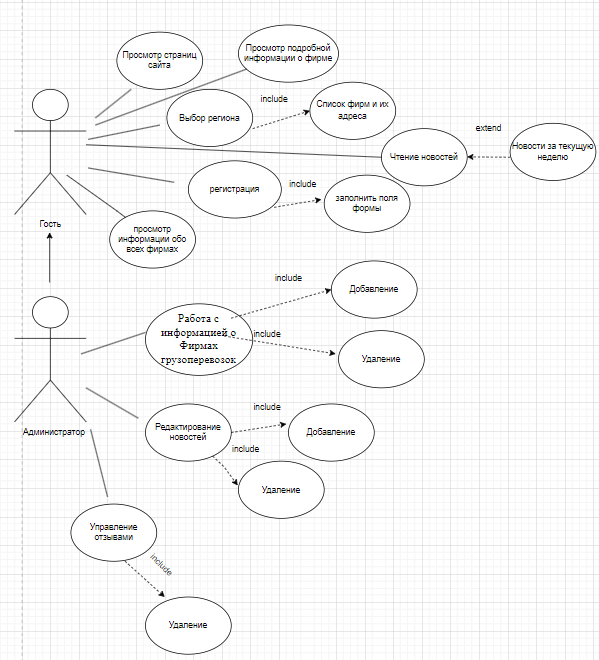 Просмотр страниц
сайта
Просмотр подробной
информации о фирме
Выбор региона
include
Список фирм и их
адреса
Чтение новостей
extend
Новости за текущую
неделю
регистрация
include
заполнить поля
формы
Гость
просмотр
информации обо
всех фирмах
include
Добавление
Работа с
информацией о
Фирмах
грузоперевозок
include
Удаление
Администратор
Редактирование
новостей
include
Добавление
include
Удаление
Управление
отзывами
include
Удаление